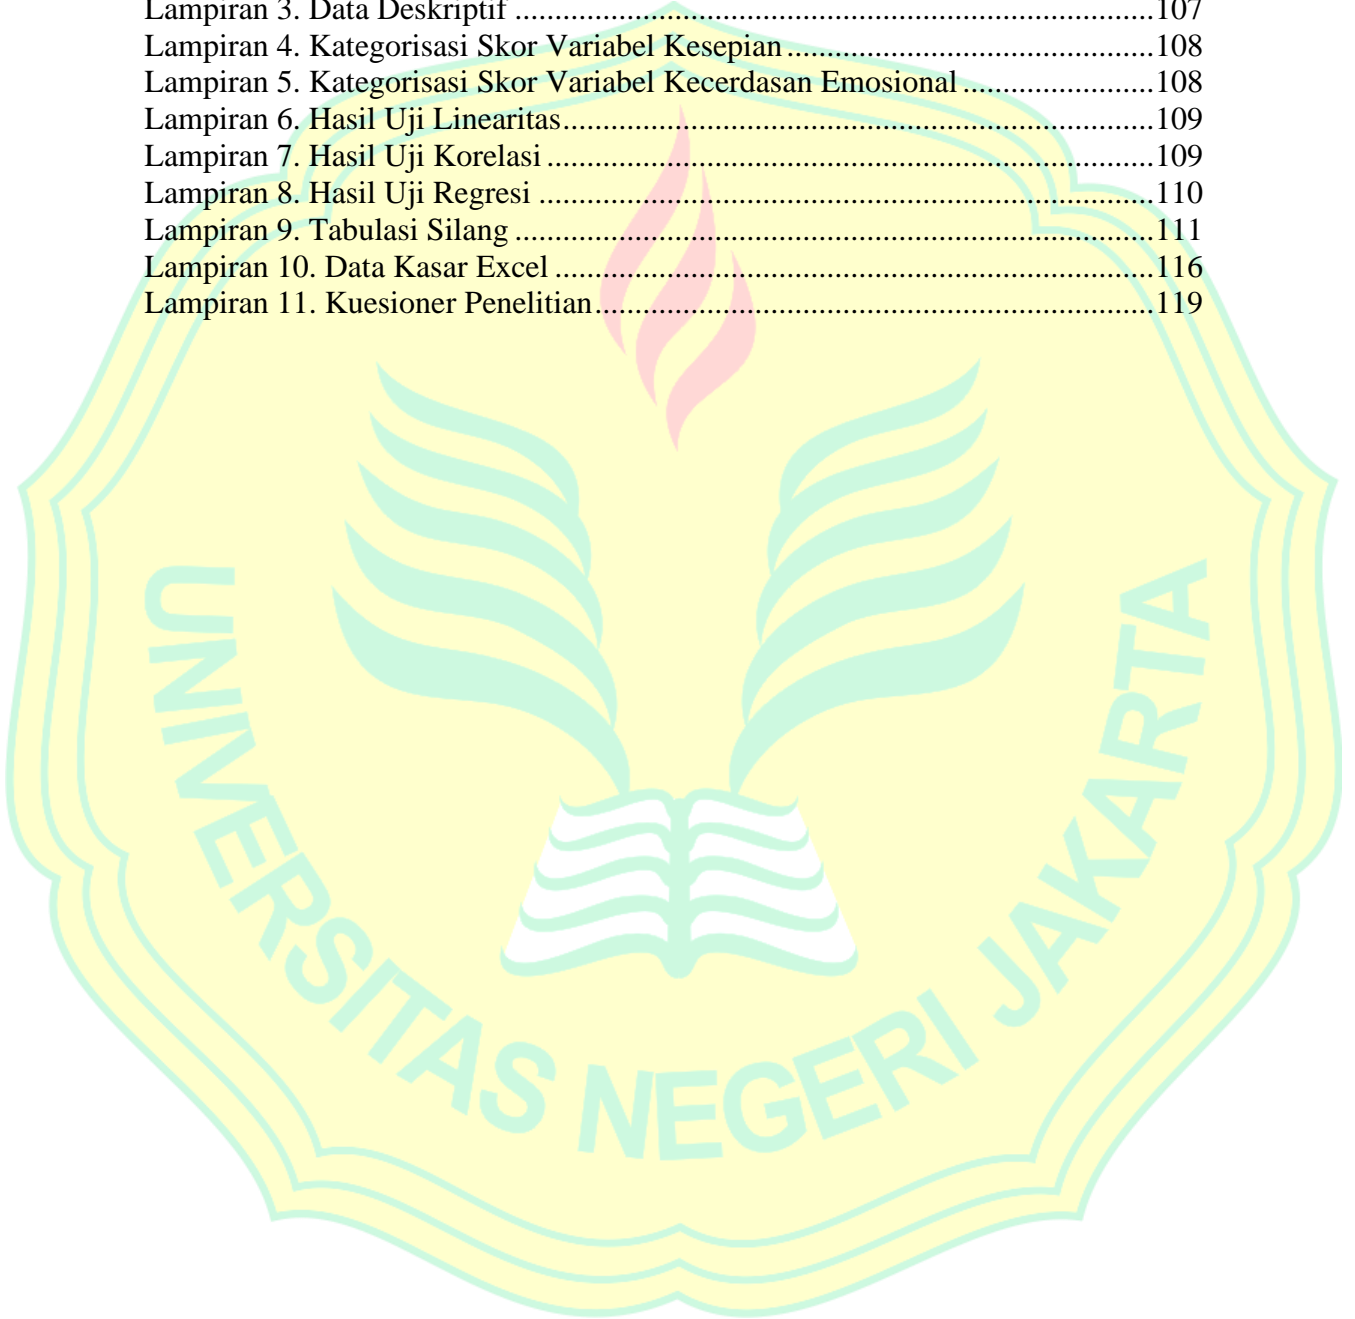 Lampiran 3. Data Deskriptif ................................................................................107
Lampiran 4. Kategorisasi Skor Variabel Kesepian ..............................................108
Lampiran 5. Kategorisasi Skor Variabel Kecerdasan Emosional ........................108
Lampiran 6. Hasil Uji Linearitas..........................................................................109
Lampiran 7. Hasil Uji Korelasi ............................................................................109
Lampiran 8. Hasil Uji Regresi .............................................................................110
Lampiran 9. Tabulasi Silang ................................................................................111
Lampiran 10. Data Kasar Excel ...........................................................................116
Lampiran 11. Kuesioner Penelitian......................................................................119
UNIVERSITAS NEGERI JAKARTA